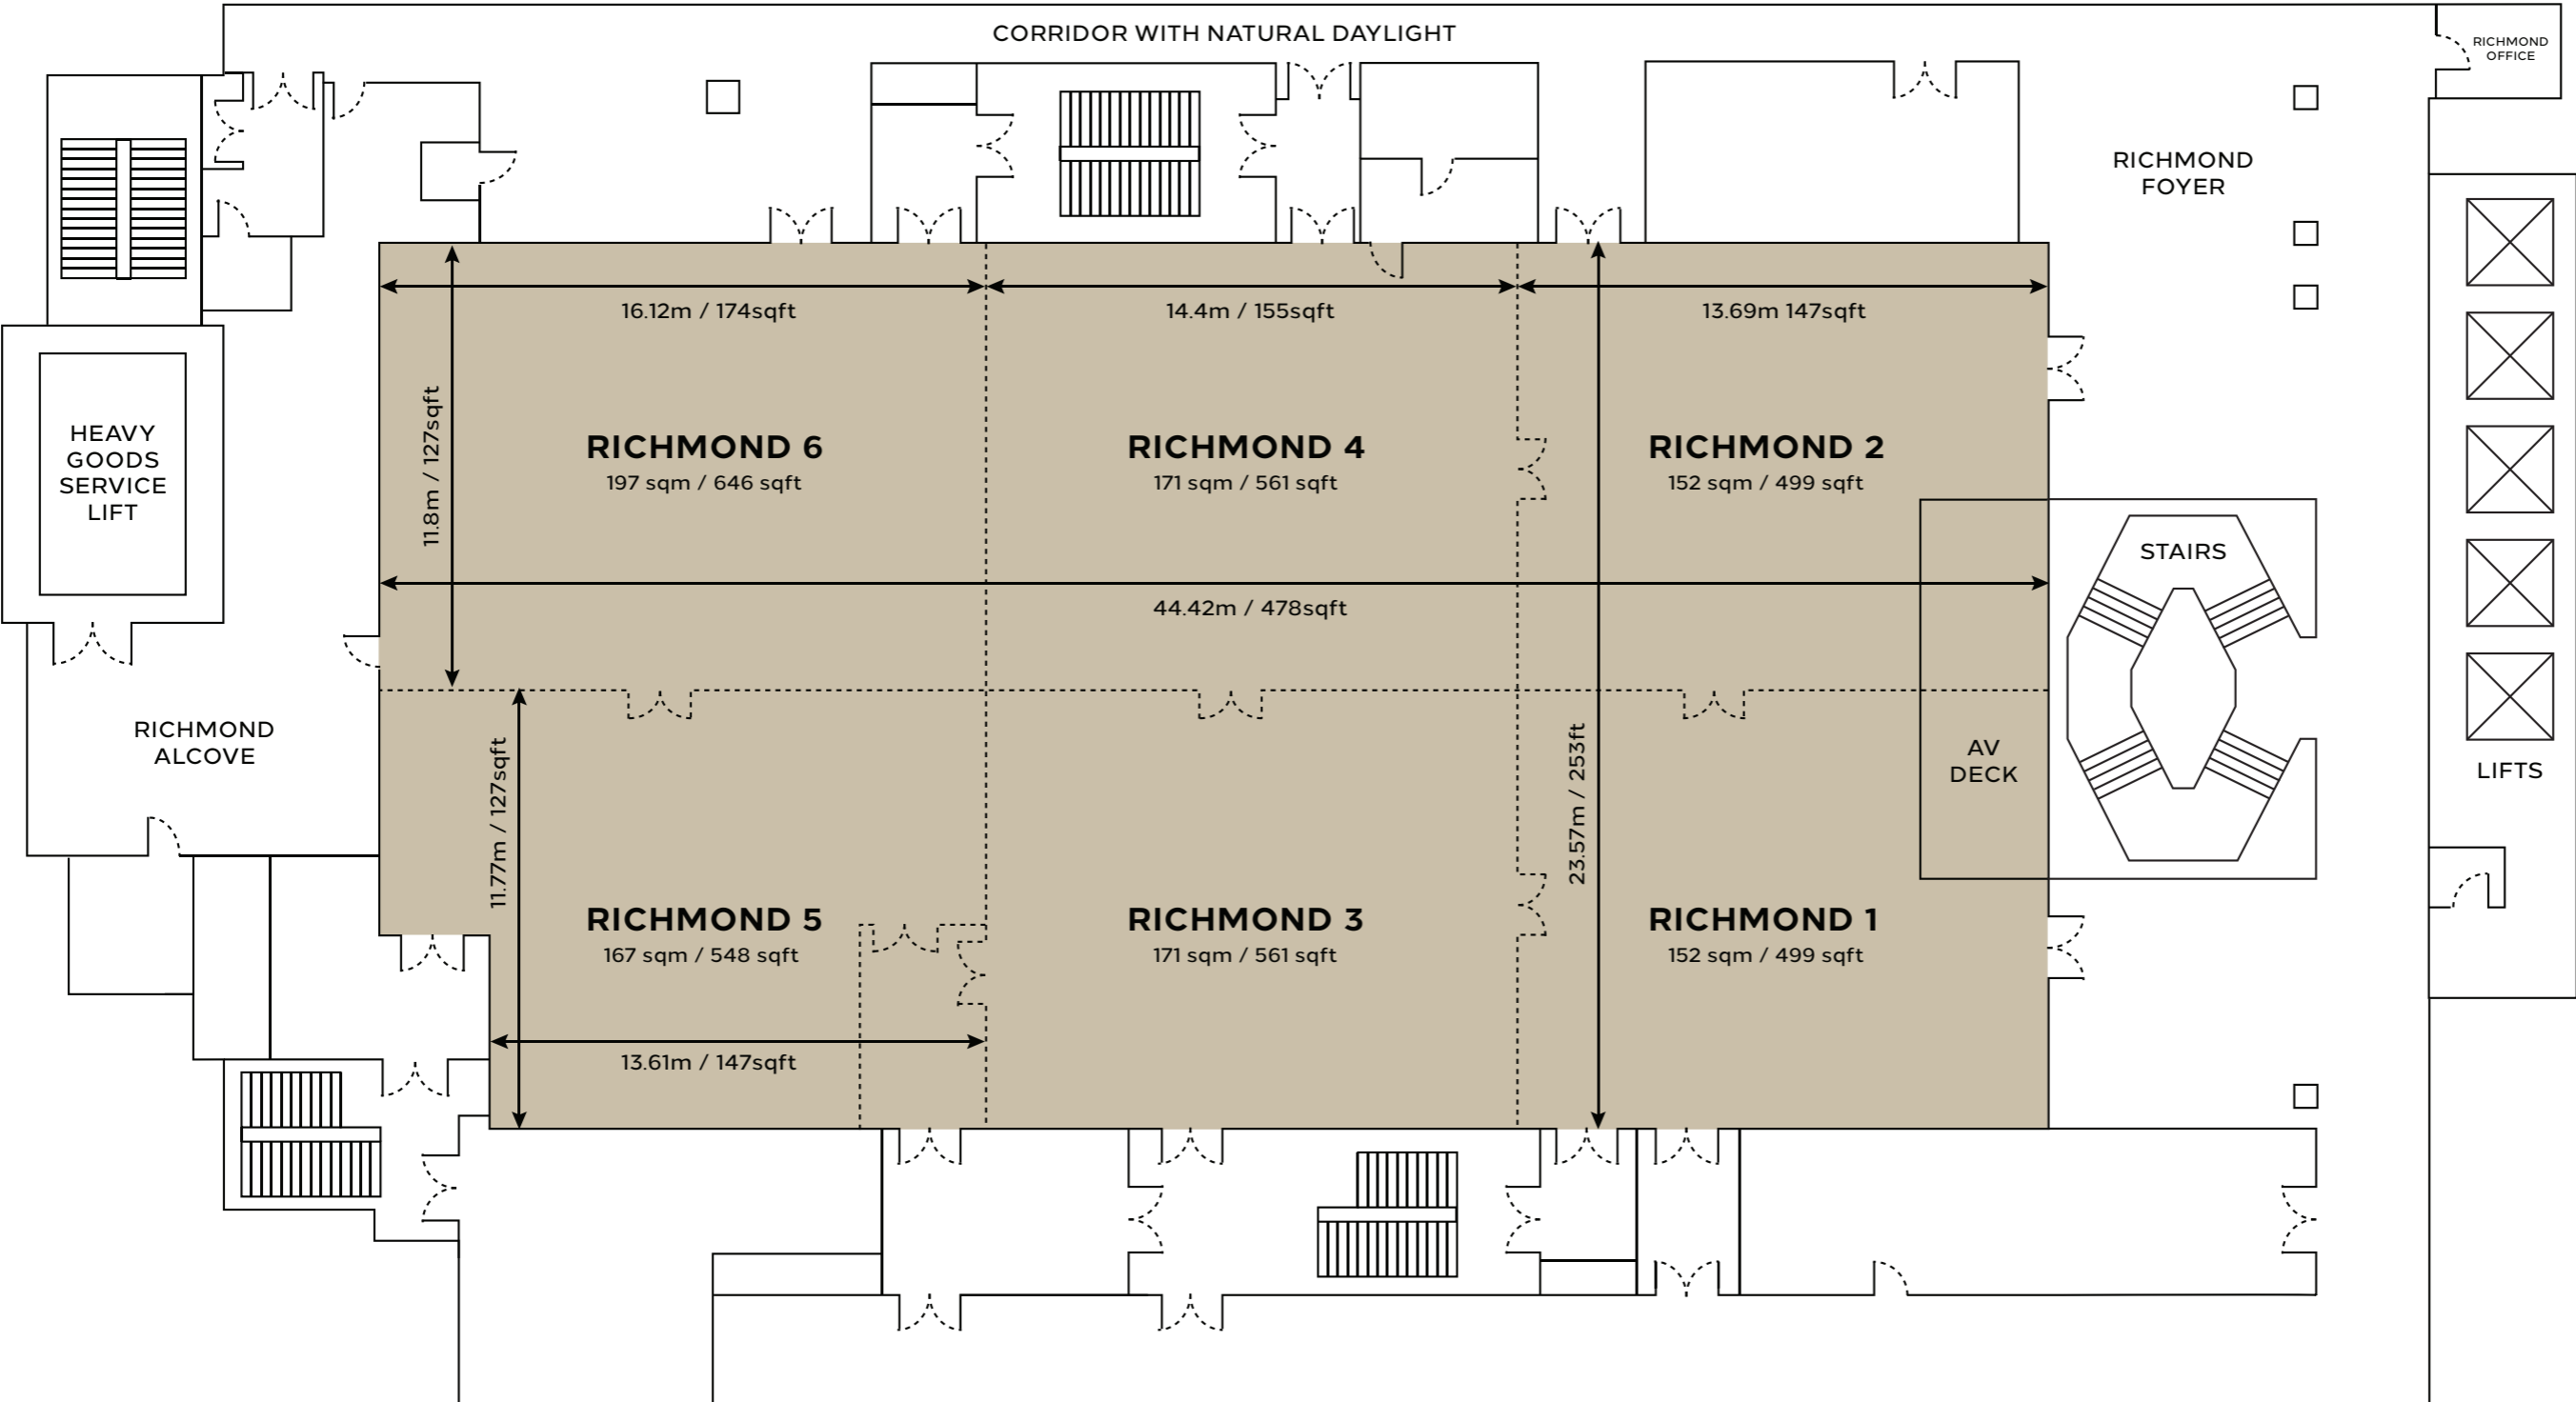 CORRIDOR WITH NATURAL DAYLIGHT
RICHMOND
OFFICE
RICHMOND
FOYER
16.12m / 174sqft
14.4m / 155sqft
13.69m 147sqft
11.8m / 127sqft
HEAVY
GOODS
SERVICE
LIFT
RICHMOND 6
197 sqm / 646 sqft
RICHMOND 4
171 sqm / 561 sqft
RICHMOND 2
152 sqm / 499 sqft
STAIRS
44.42m / 478sqft
RICHMOND
ALCOVE
11.77m / 127sqft
23.57m / 253ft
AV
DECK
LIFTS
RICHMOND 5
167 sqm / 548 sqft
RICHMOND 3
171 sqm / 561 sqft
RICHMOND 1
152 sqm / 499 sqft
13.61m / 147sqft